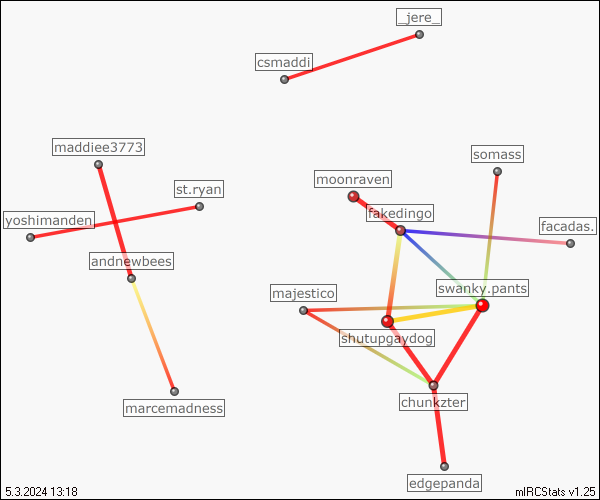 _jere_
csmaddi
maddiee3773
somass
st.ryan
moonraven
yoshimanden
fakedingo
facadas.
andnewbees
swanky.pants
majestico
shutupgaydog
marcemadness
chunkzter
edgepanda
5.3.2024 13:18
mIRCStats v1.25